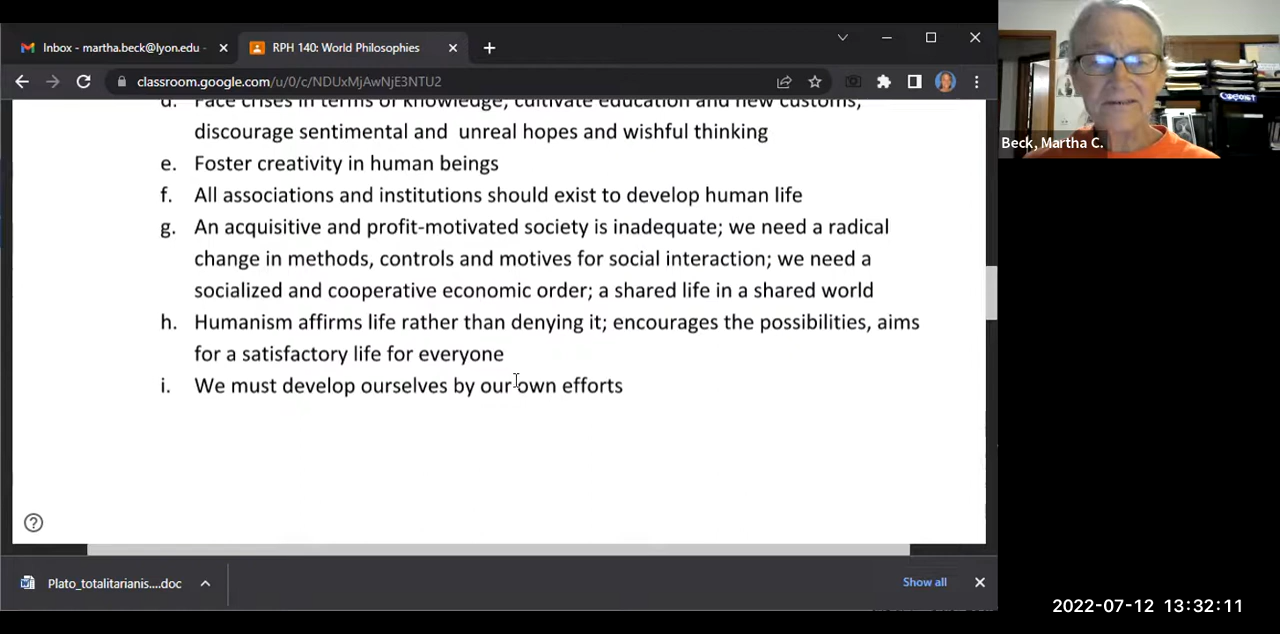 Inbox - martha.beck@lyon.edu -
RPH 140: World Philosophies
classroom.google.com/u/0/c/NDUxMjAwNjE3NTU2
d. Face crises in terms of knowledge, cultivate education and new customs,
discourage sentimental and unreal hopes and wishful thinking
e. Foster creativity in human beings
f. All associations and institutions should exist to develop human life
g. An acquisitive and profit-motivated society is inadequate; we need a radical
change in methods, controls and motives for social interaction; we need a
socialized and cooperative economic order; a shared life in a shared world
h. Humanism affirms life rather than denying it; encourages the possibilities, aims
for a satisfactory life for everyone
i. We must develop ourselves by our own efforts
Plato_totalitarianis....doc
Show all
Beck, Martha C.
2022-07-12 13:32:11